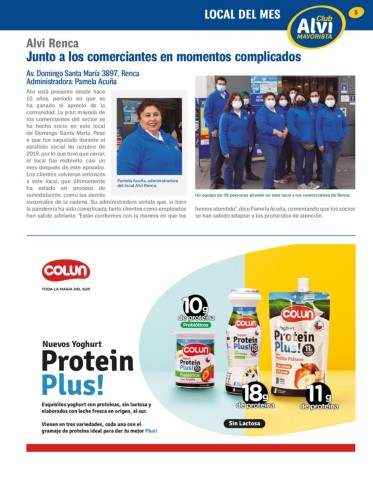 LOCAL DEL MES
5
Club
Alvi
MAYORISTA
Alvi Renca
Junto a los comerciantes en momentos complicados
Av. Domingo Santa María 3897, Renca
Administradora: Pamela Acuña
Alvi está presente desde hace
10 años, período en que se
ha ganado el aprecio de la
comunidad. La gran mayoría de
los comerciantes del sector se
ha hecho socio en este local
de Domingo Santa María. Pese
a que fue saqueado durante el
estallido social de octubre de
2019, por lo que tuvo que cerrar,
el local fue reabierto casi un
mes después de este episodio.
Los clientes volvieron entonces
a este local, que últimamente
ha estado en proceso de
remodelación, como las demás
sucursales de la cadena. Su administradora señala que, si bien
la pandemia ha sido complicada, tanto clientes como empleados
han salido adelante. "Están conformes con la manera en que los
Pamela Acuña, administradora
del local Alvi Renca.
Un equipo de 39 personas atiende en este local a los comerciantes de Renca.
hemos atendido", dice Pamela Acuña, comentando que los socios
se han sabido adaptar a los protocolos de atención.
COLUN
TODA LA MAGIA DEL SUR
Nuevos Yoghurt
Protein
Plus!
Exquisitos yoghurt con proteínas, sin lactosa y
elaborados con leche fresca en origen, el sur.
Vienen en tres variedades, cada una con el
gramaje de proteína ideal para dar tu mejor Plus!
10g
de proteína
Probióticos
COLUN
Protein
Plus! 10
COLUN
Protein
Plus!
18g
de proteína
Sin Lactosa
COLUN
Yoghurt
Protein
Plus! 11
11g
de proteína